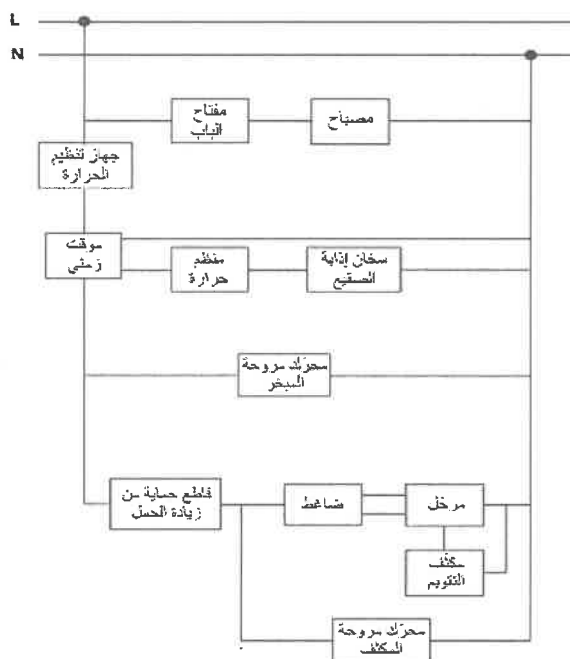 L
N
مفتاح
الباب
مصباح
جهاز تنظيم
الحرارة
موقت
زمني
منظم
حرارة
سخان إذابة
الصقيع
محرك مروحة
المبخر
قاطع حماية من
زيادة الحمل
ضاغط
مرحل
مكثف
التقويم
محرك مروحة
المكثف